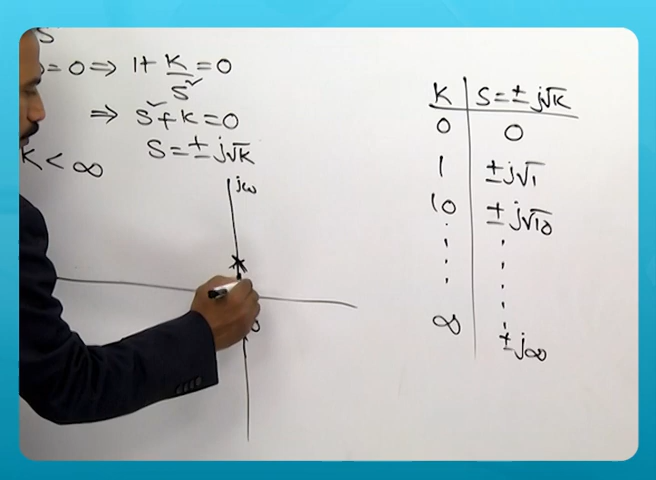 S
= 0 ⇒ 1+ K/S² = 0
⇒ S² + K = 0
S = ± j√K
K < ∞
jω
K | S = ± j√K
0 | 0
1 | ± j√1
10 | ± j√10
∞ | ± j∞